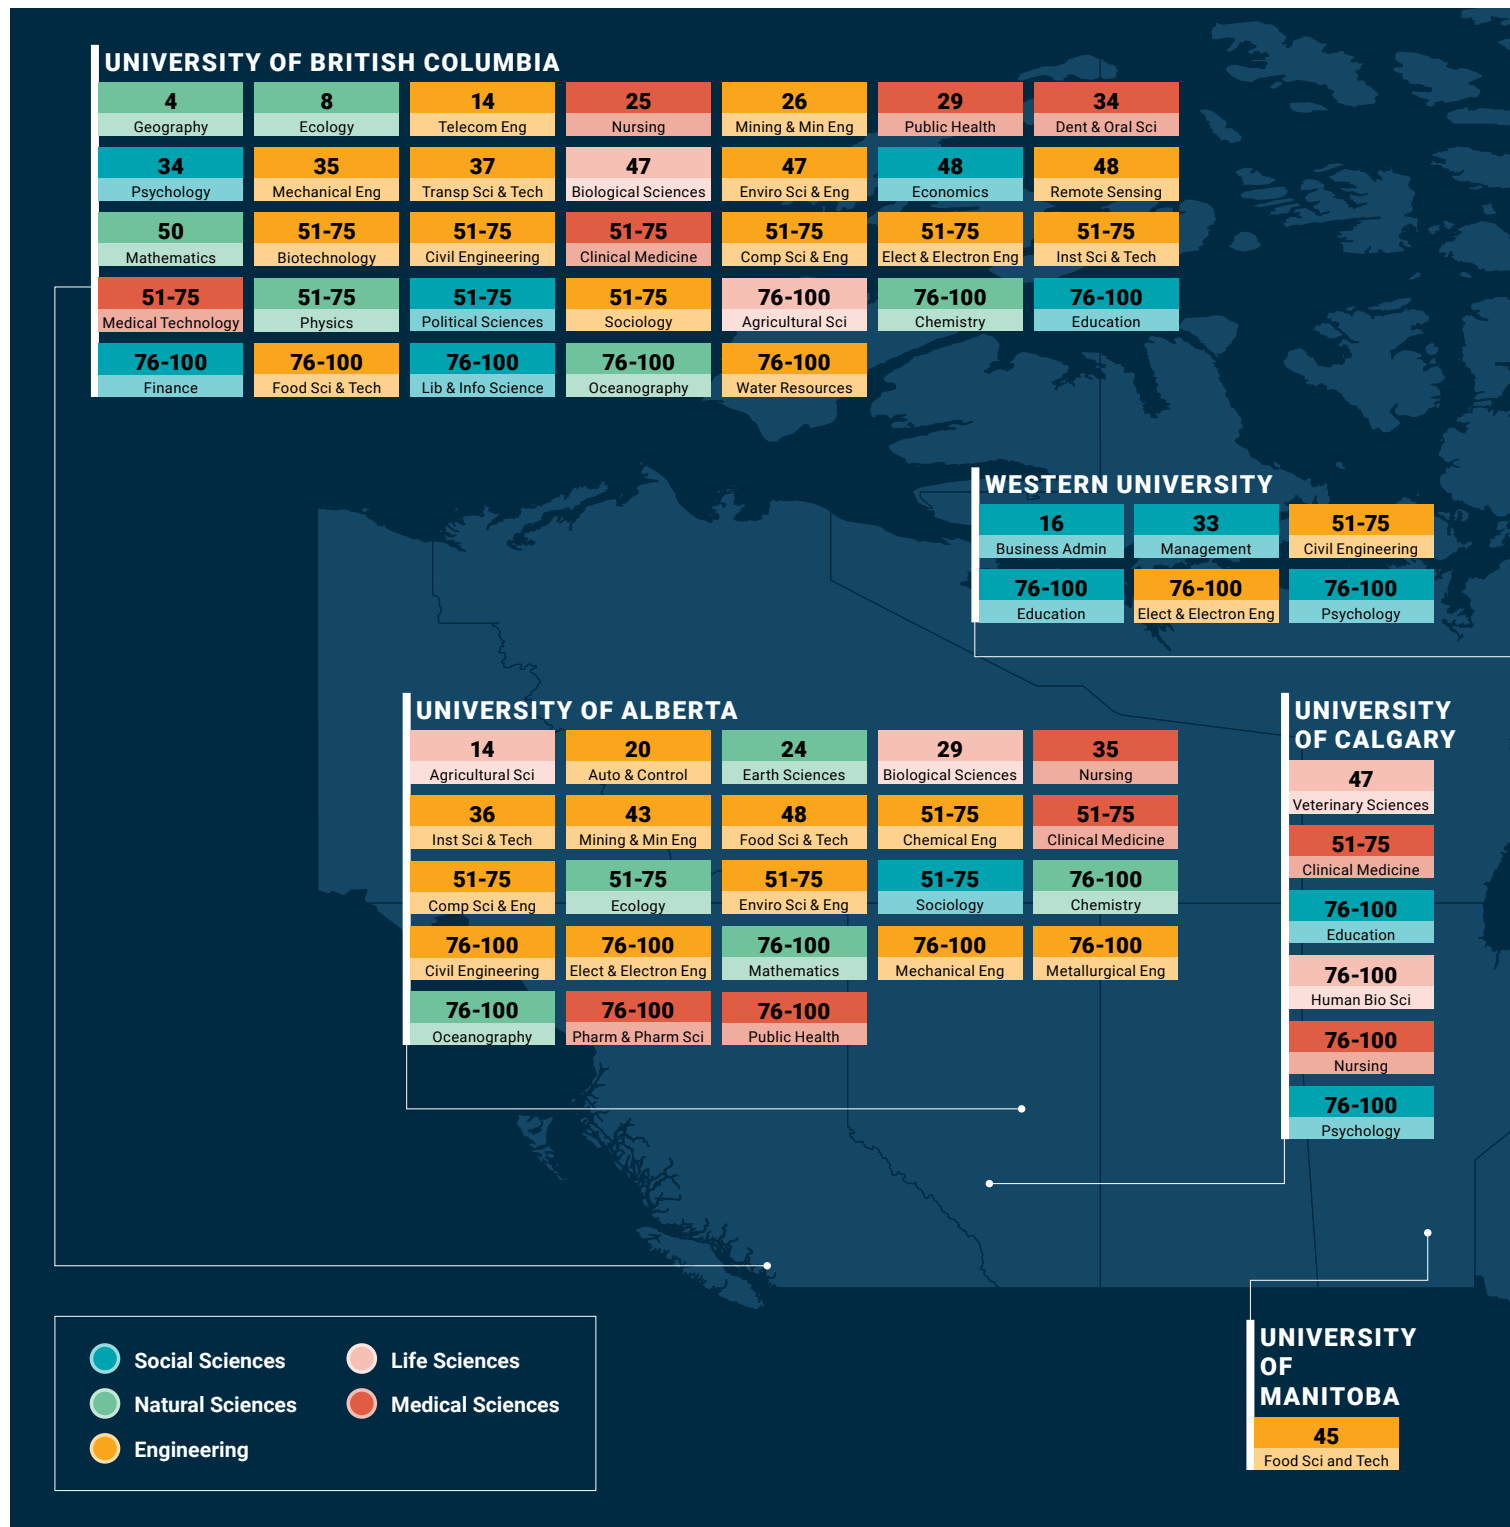 UNIVERSITY OF BRITISH COLUMBIA
4
Geography
8
Ecology
14
Telecom Eng
25
Nursing
26
Mining & Min Eng
29
Public Health
34
Dent & Oral Sci
34
Psychology
35
Mechanical Eng
37
Transp Sci & Tech
47
Biological Sciences
47
Enviro Sci & Eng
48
Economics
48
Remote Sensing
50
Mathematics
51-75
Biotechnology
51-75
Civil Engineering
51-75
Clinical Medicine
51-75
Comp Sci & Eng
51-75
Elect & Electron Eng
51-75
Inst Sci & Tech
51-75
Medical Technology
51-75
Physics
51-75
Political Sciences
51-75
Sociology
76-100
Agricultural Sci
76-100
Chemistry
76-100
Education
76-100
Finance
76-100
Food Sci & Tech
76-100
Lib & Info Science
76-100
Oceanography
76-100
Water Resources
WESTERN UNIVERSITY
16
Business Admin
33
Management
51-75
Civil Engineering
76-100
Education
76-100
Elect & Electron Eng
76-100
Psychology
UNIVERSITY OF ALBERTA
14
Agricultural Sci
20
Auto & Control
24
Earth Sciences
29
Biological Sciences
35
Nursing
36
Inst Sci & Tech
43
Mining & Min Eng
48
Food Sci & Tech
51-75
Chemical Eng
51-75
Clinical Medicine
51-75
Comp Sci & Eng
51-75
Ecology
51-75
Enviro Sci & Eng
51-75
Sociology
76-100
Chemistry
76-100
Civil Engineering
76-100
Elect & Electron Eng
76-100
Mathematics
76-100
Mechanical Eng
76-100
Metallurgical Eng
76-100
Oceanography
76-100
Pharm & Pharm Sci
76-100
Public Health
UNIVERSITY
OF CALGARY
47
Veterinary Sciences
51-75
Clinical Medicine
76-100
Education
76-100
Human Bio Sci
76-100
Nursing
76-100
Psychology
Social Sciences
Natural Sciences
Engineering
Life Sciences
Medical Sciences
UNIVERSITY
OF
MANITOBA
45
Food Sci and Tech